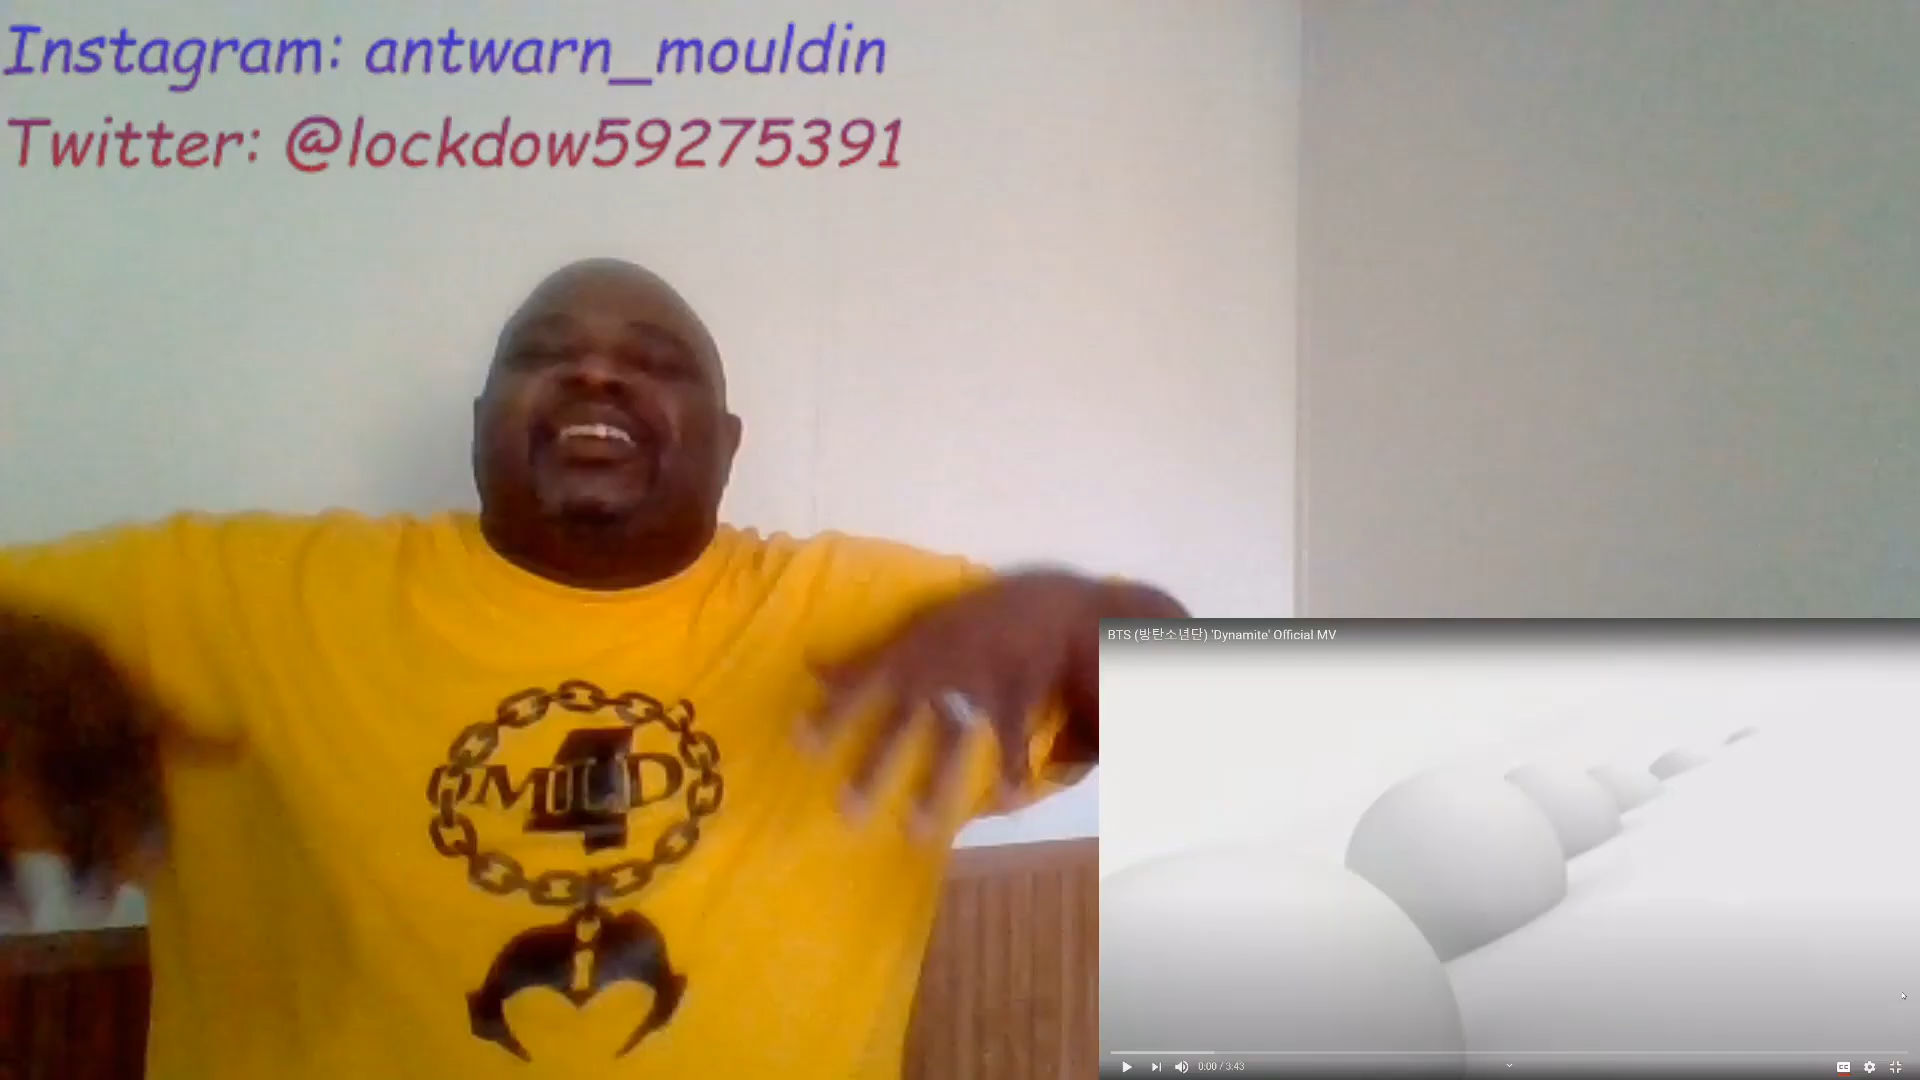 Instagram: antwarn_mouldin
Twitter: @lockdow59275391
4
MILD
BTS (방탄소년단) 'Dynamite' Official MV
0:00 / 3:43
CC